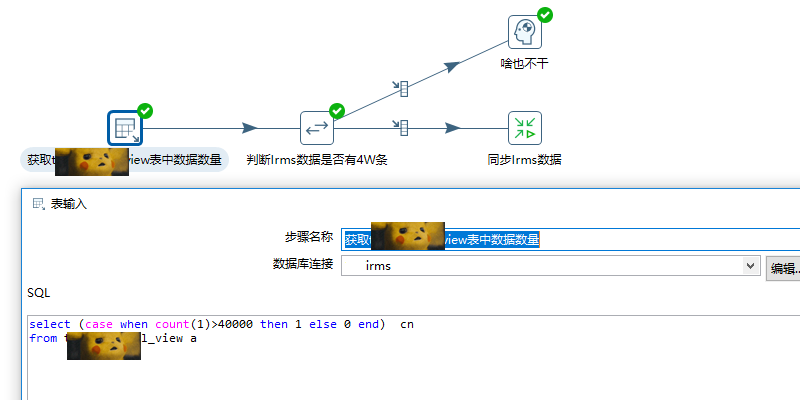 啥也不干
获取t view表中数据数量
判断Irms数据是否有4W条
同步Irms数据
表输入
步骤名称
获取 view表中数据数量
数据库连接
irms
编辑...
SQL
select (case when count(1)>40000 then 1 else 0 end) cn
from t l_view a